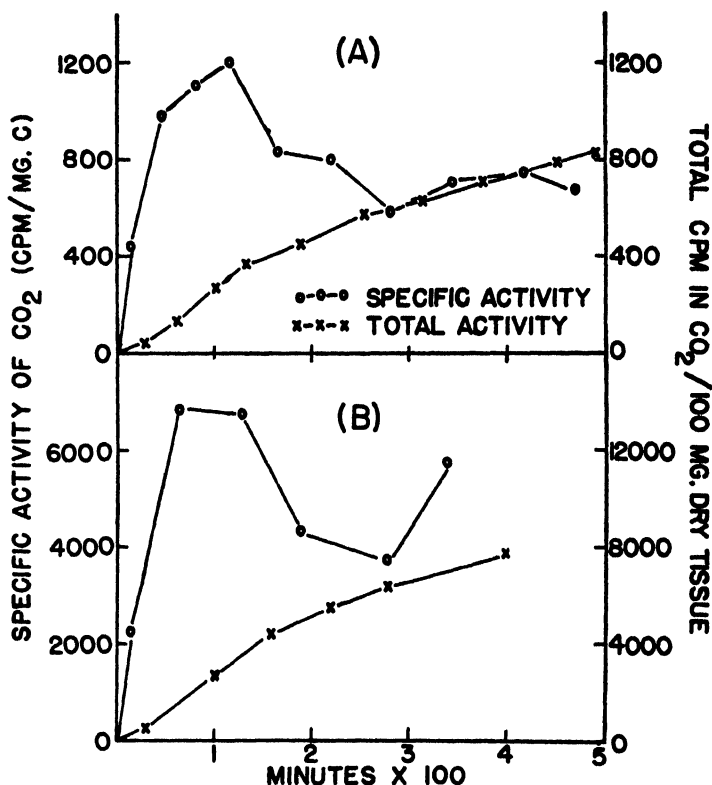 (A)
SPECIFIC ACTIVITY OF CO2 (CPM/MG. C)
1200
800
400
0
1200
800
400
0
TOTAL CPM IN CO2/100 MG. DRY TISSUE
o-o-o SPECIFIC ACTIVITY
x-x-x TOTAL ACTIVITY
(B)
6000
4000
2000
0
12000
8000
4000
0
1 2 3 4 5
MINUTES X 100